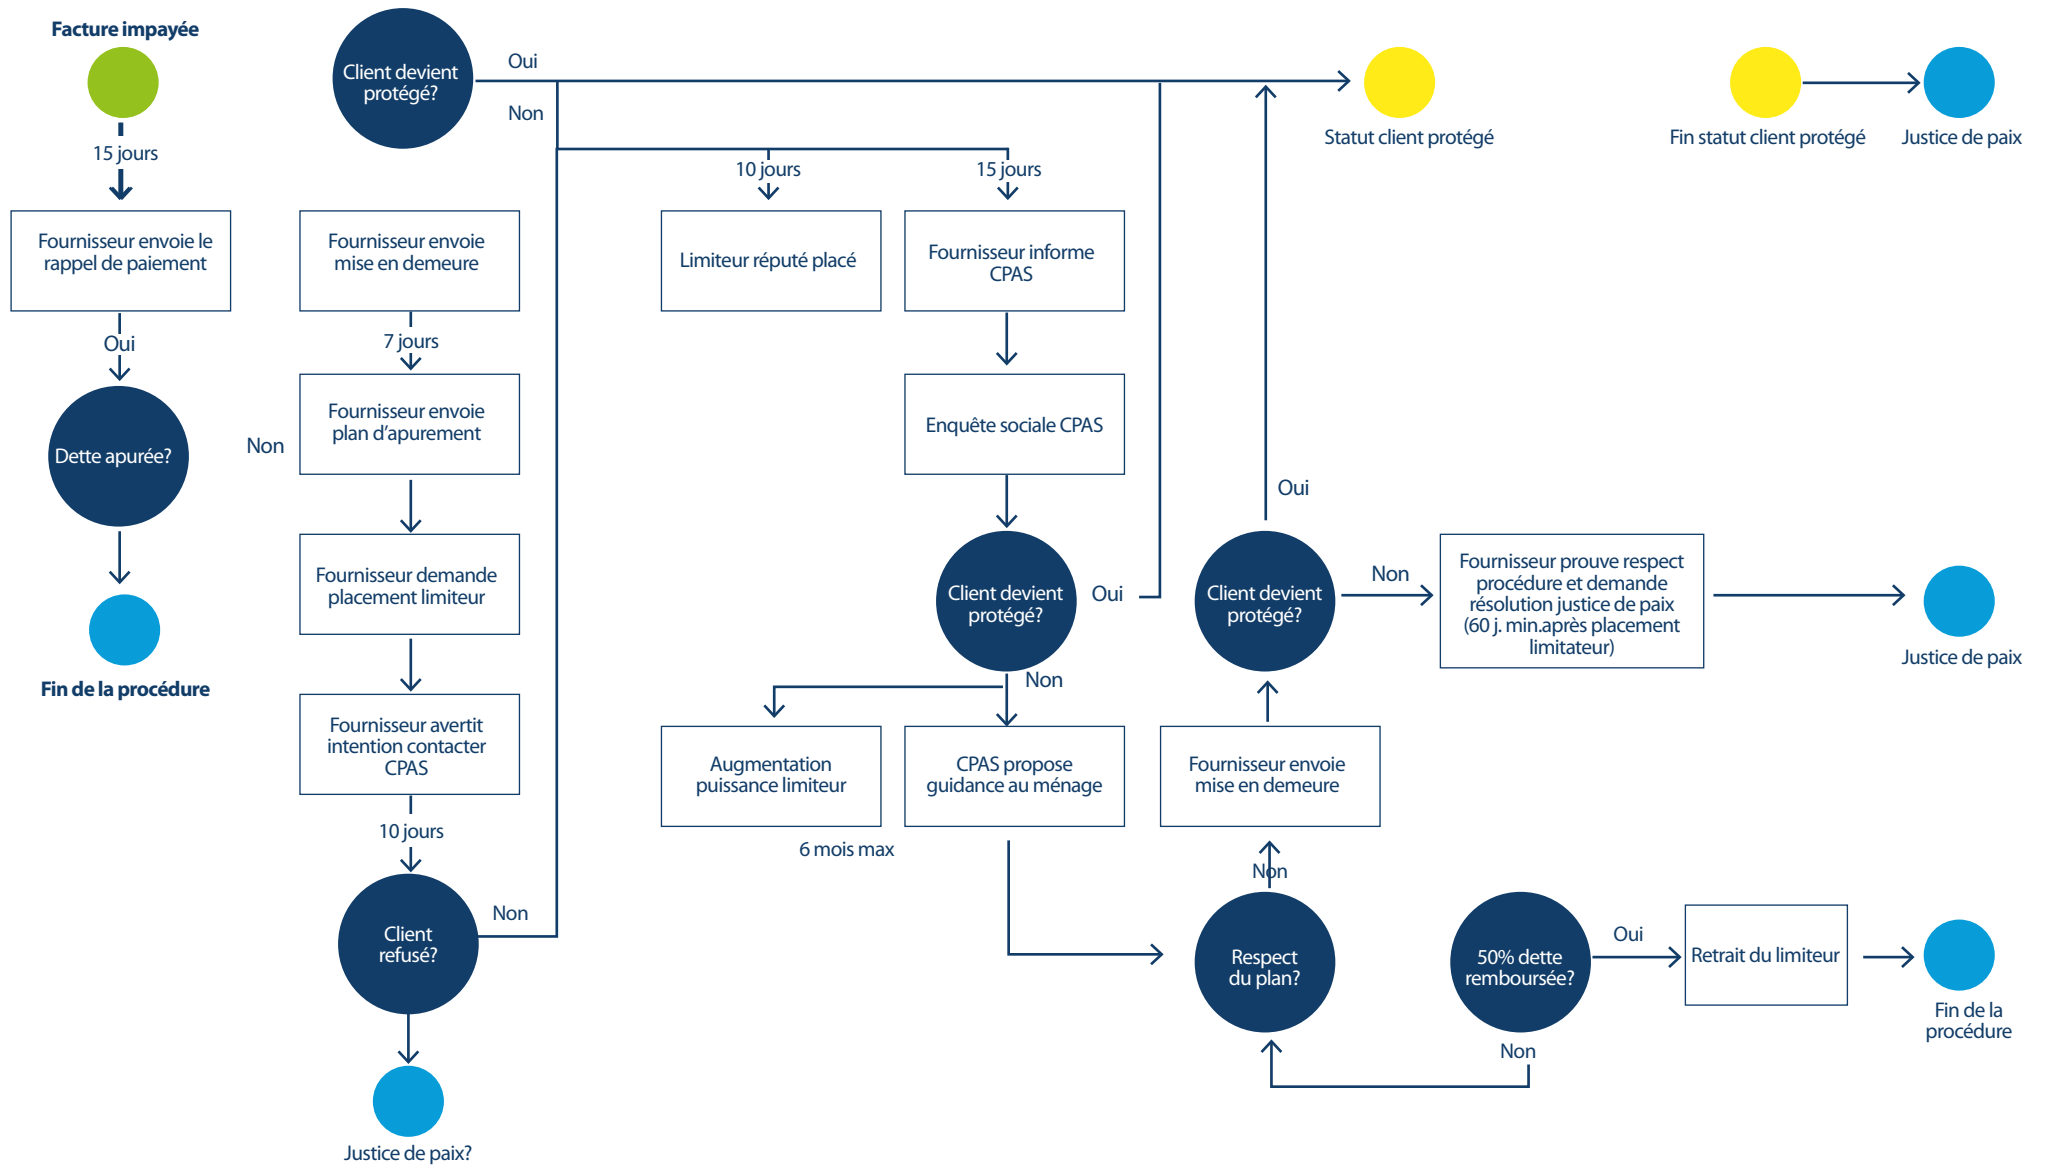 Facture impayée
15 jours
Fournisseur envoie le
rappel de paiement
Oui
Dette apurée?
Non
Fin de la procédure
Client devient
protégé?
Oui
Non
Fournisseur envoie
mise en demeure
7 jours
Fournisseur envoie
plan d'apurement
Fournisseur demande
placement limiteur
Fournisseur avertit
intention contacter
CPAS
10 jours
Client
refusé?
Non
Justice de paix?
10 jours
Limiteur réputé placé
15 jours
Fournisseur informe
CPAS
Enquête sociale CPAS
Client devient
protégé?
Oui
Non
Augmentation
puissance limiteur
CPAS propose
guidance au ménage
6 mois max
Statut client protégé
Oui
Client devient
protégé?
Non
Fournisseur envoie
mise en demeure
Non
Respect
du plan?
Fournisseur prouve respect
procédure et demande
résolution justice de paix
(60 j. min.après placement
limitateur)
Justice de paix
50% dette
remboursée?
Oui
Non
Retrait du limiteur
Fin de la
procédure
Fin statut client protégé
Justice de paix